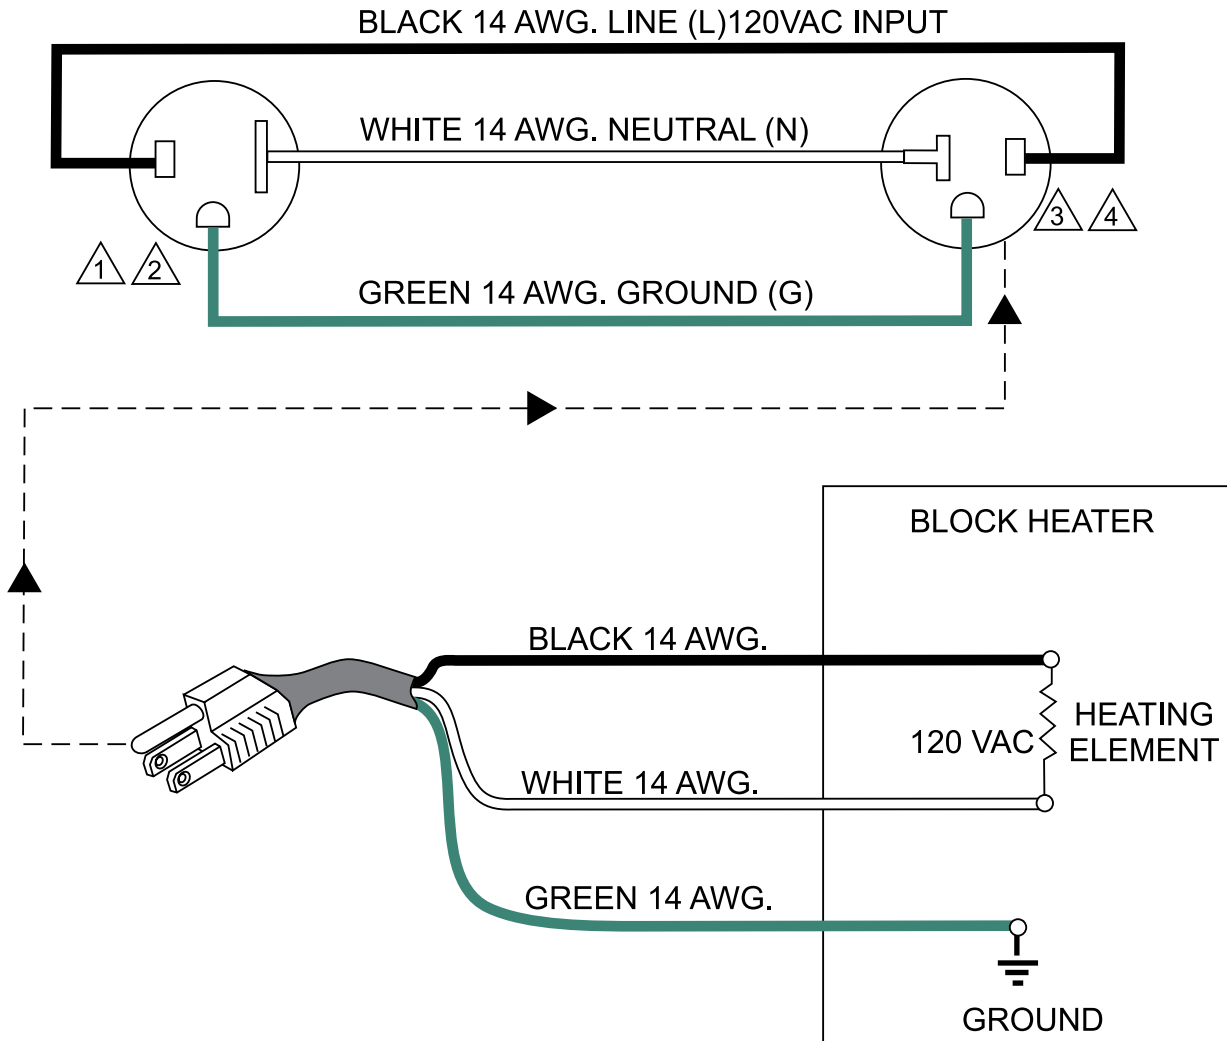 BLACK 14 AWG. LINE (L)120VAC INPUT
WHITE 14 AWG. NEUTRAL (N)
1 2
3 4
GREEN 14 AWG. GROUND (G)
BLOCK HEATER
BLACK 14 AWG.
120 VAC
HEATING
ELEMENT
WHITE 14 AWG.
GREEN 14 AWG.
GROUND